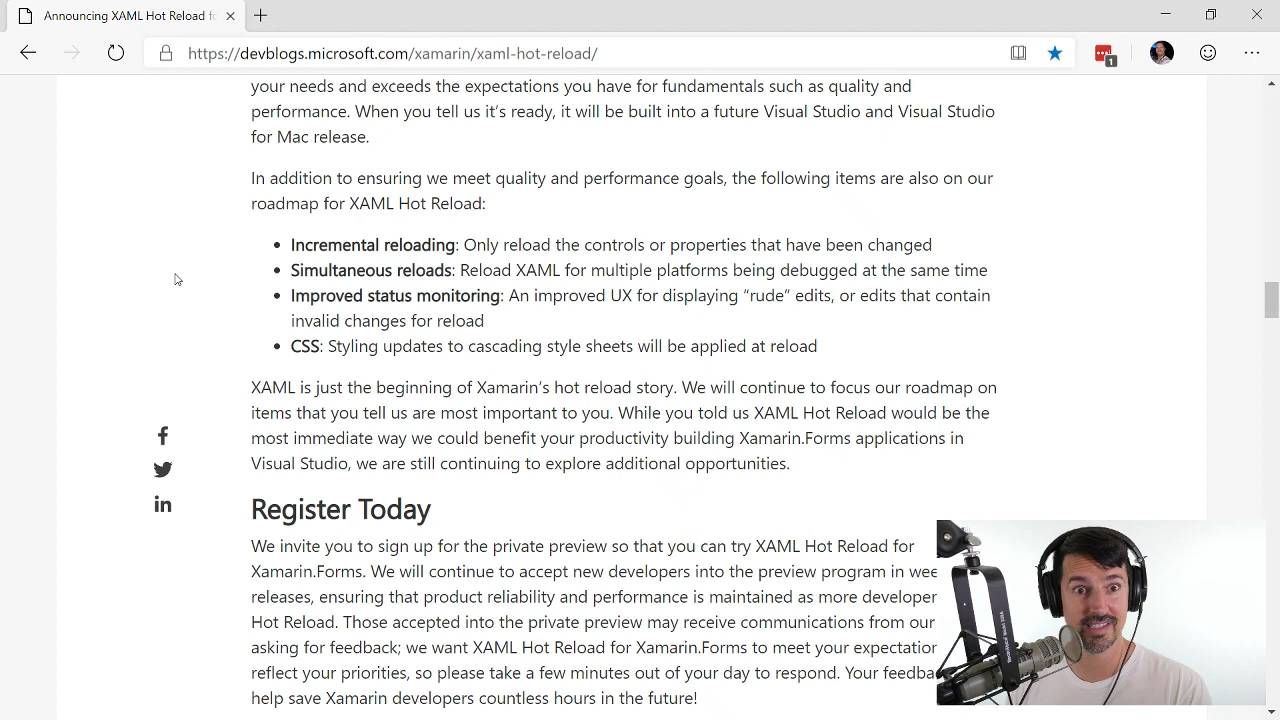 Announcing XAML Hot Reload fo
https://devblogs.microsoft.com/xamarin/xaml-hot-reload/
1
your needs and exceeds the expectations you have for fundamentals such as quality and
performance. When you tell us it’s ready, it will be built into a future Visual Studio and Visual Studio
for Mac release.
In addition to ensuring we meet quality and performance goals, the following items are also on our
roadmap for XAML Hot Reload:
• Incremental reloading: Only reload the controls or properties that have been changed
• Simultaneous reloads: Reload XAML for multiple platforms being debugged at the same time
• Improved status monitoring: An improved UX for displaying “rude” edits, or edits that contain
invalid changes for reload
• CSS: Styling updates to cascading style sheets will be applied at reload
XAML is just the beginning of Xamarin’s hot reload story. We will continue to focus our roadmap on
items that you tell us are most important to you. While you told us XAML Hot Reload would be the
most immediate way we could benefit your productivity building Xamarin.Forms applications in
Visual Studio, we are still continuing to explore additional opportunities.
Register Today
We invite you to sign up for the private preview so that you can try XAML Hot Reload for
Xamarin.Forms. We will continue to accept new developers into the preview program in wee
releases, ensuring that product reliability and performance is maintained as more developer
Hot Reload. Those accepted into the private preview may receive communications from our
asking for feedback; we want XAML Hot Reload for Xamarin.Forms to meet your expectation
reflect your priorities, so please take a few minutes out of your day to respond. Your feedba
help save Xamarin developers countless hours in the future!